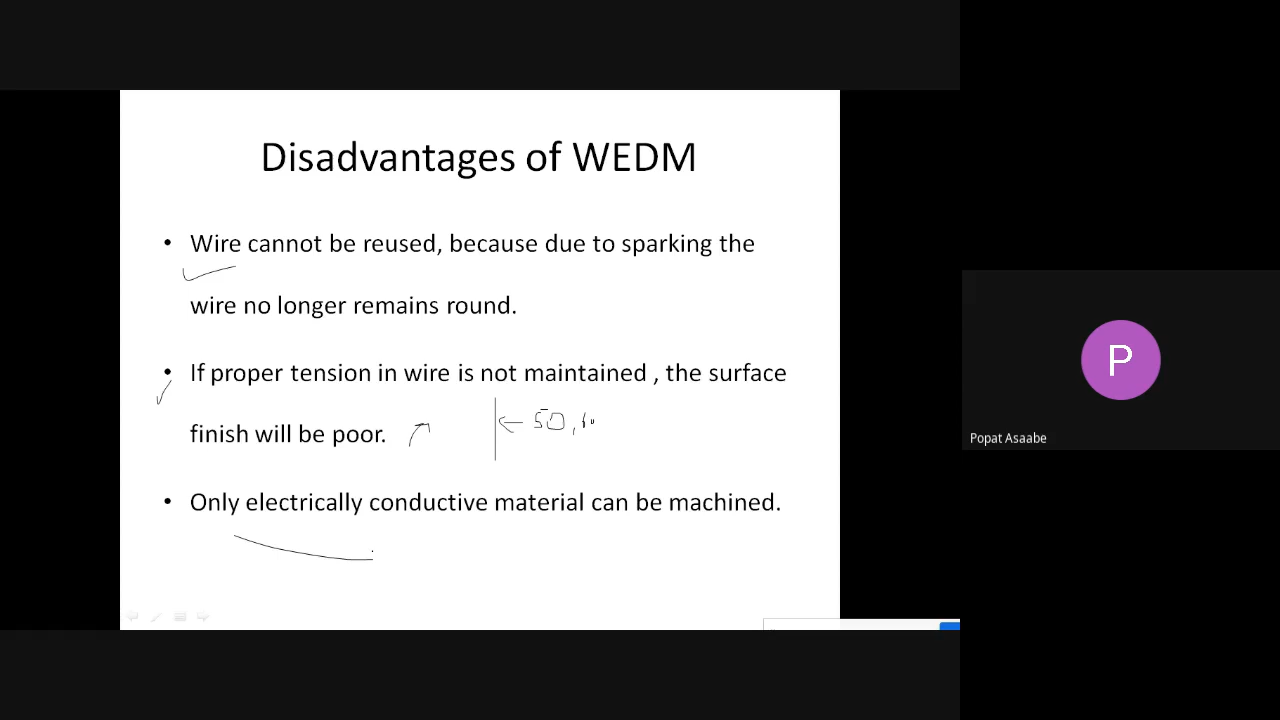 Disadvantages of WEDM
• Wire cannot be reused, because due to sparking the
wire no longer remains round.
• If proper tension in wire is not maintained , the surface
finish will be poor.
50,
• Only electrically conductive material can be machined.
P
Popat Asaabe